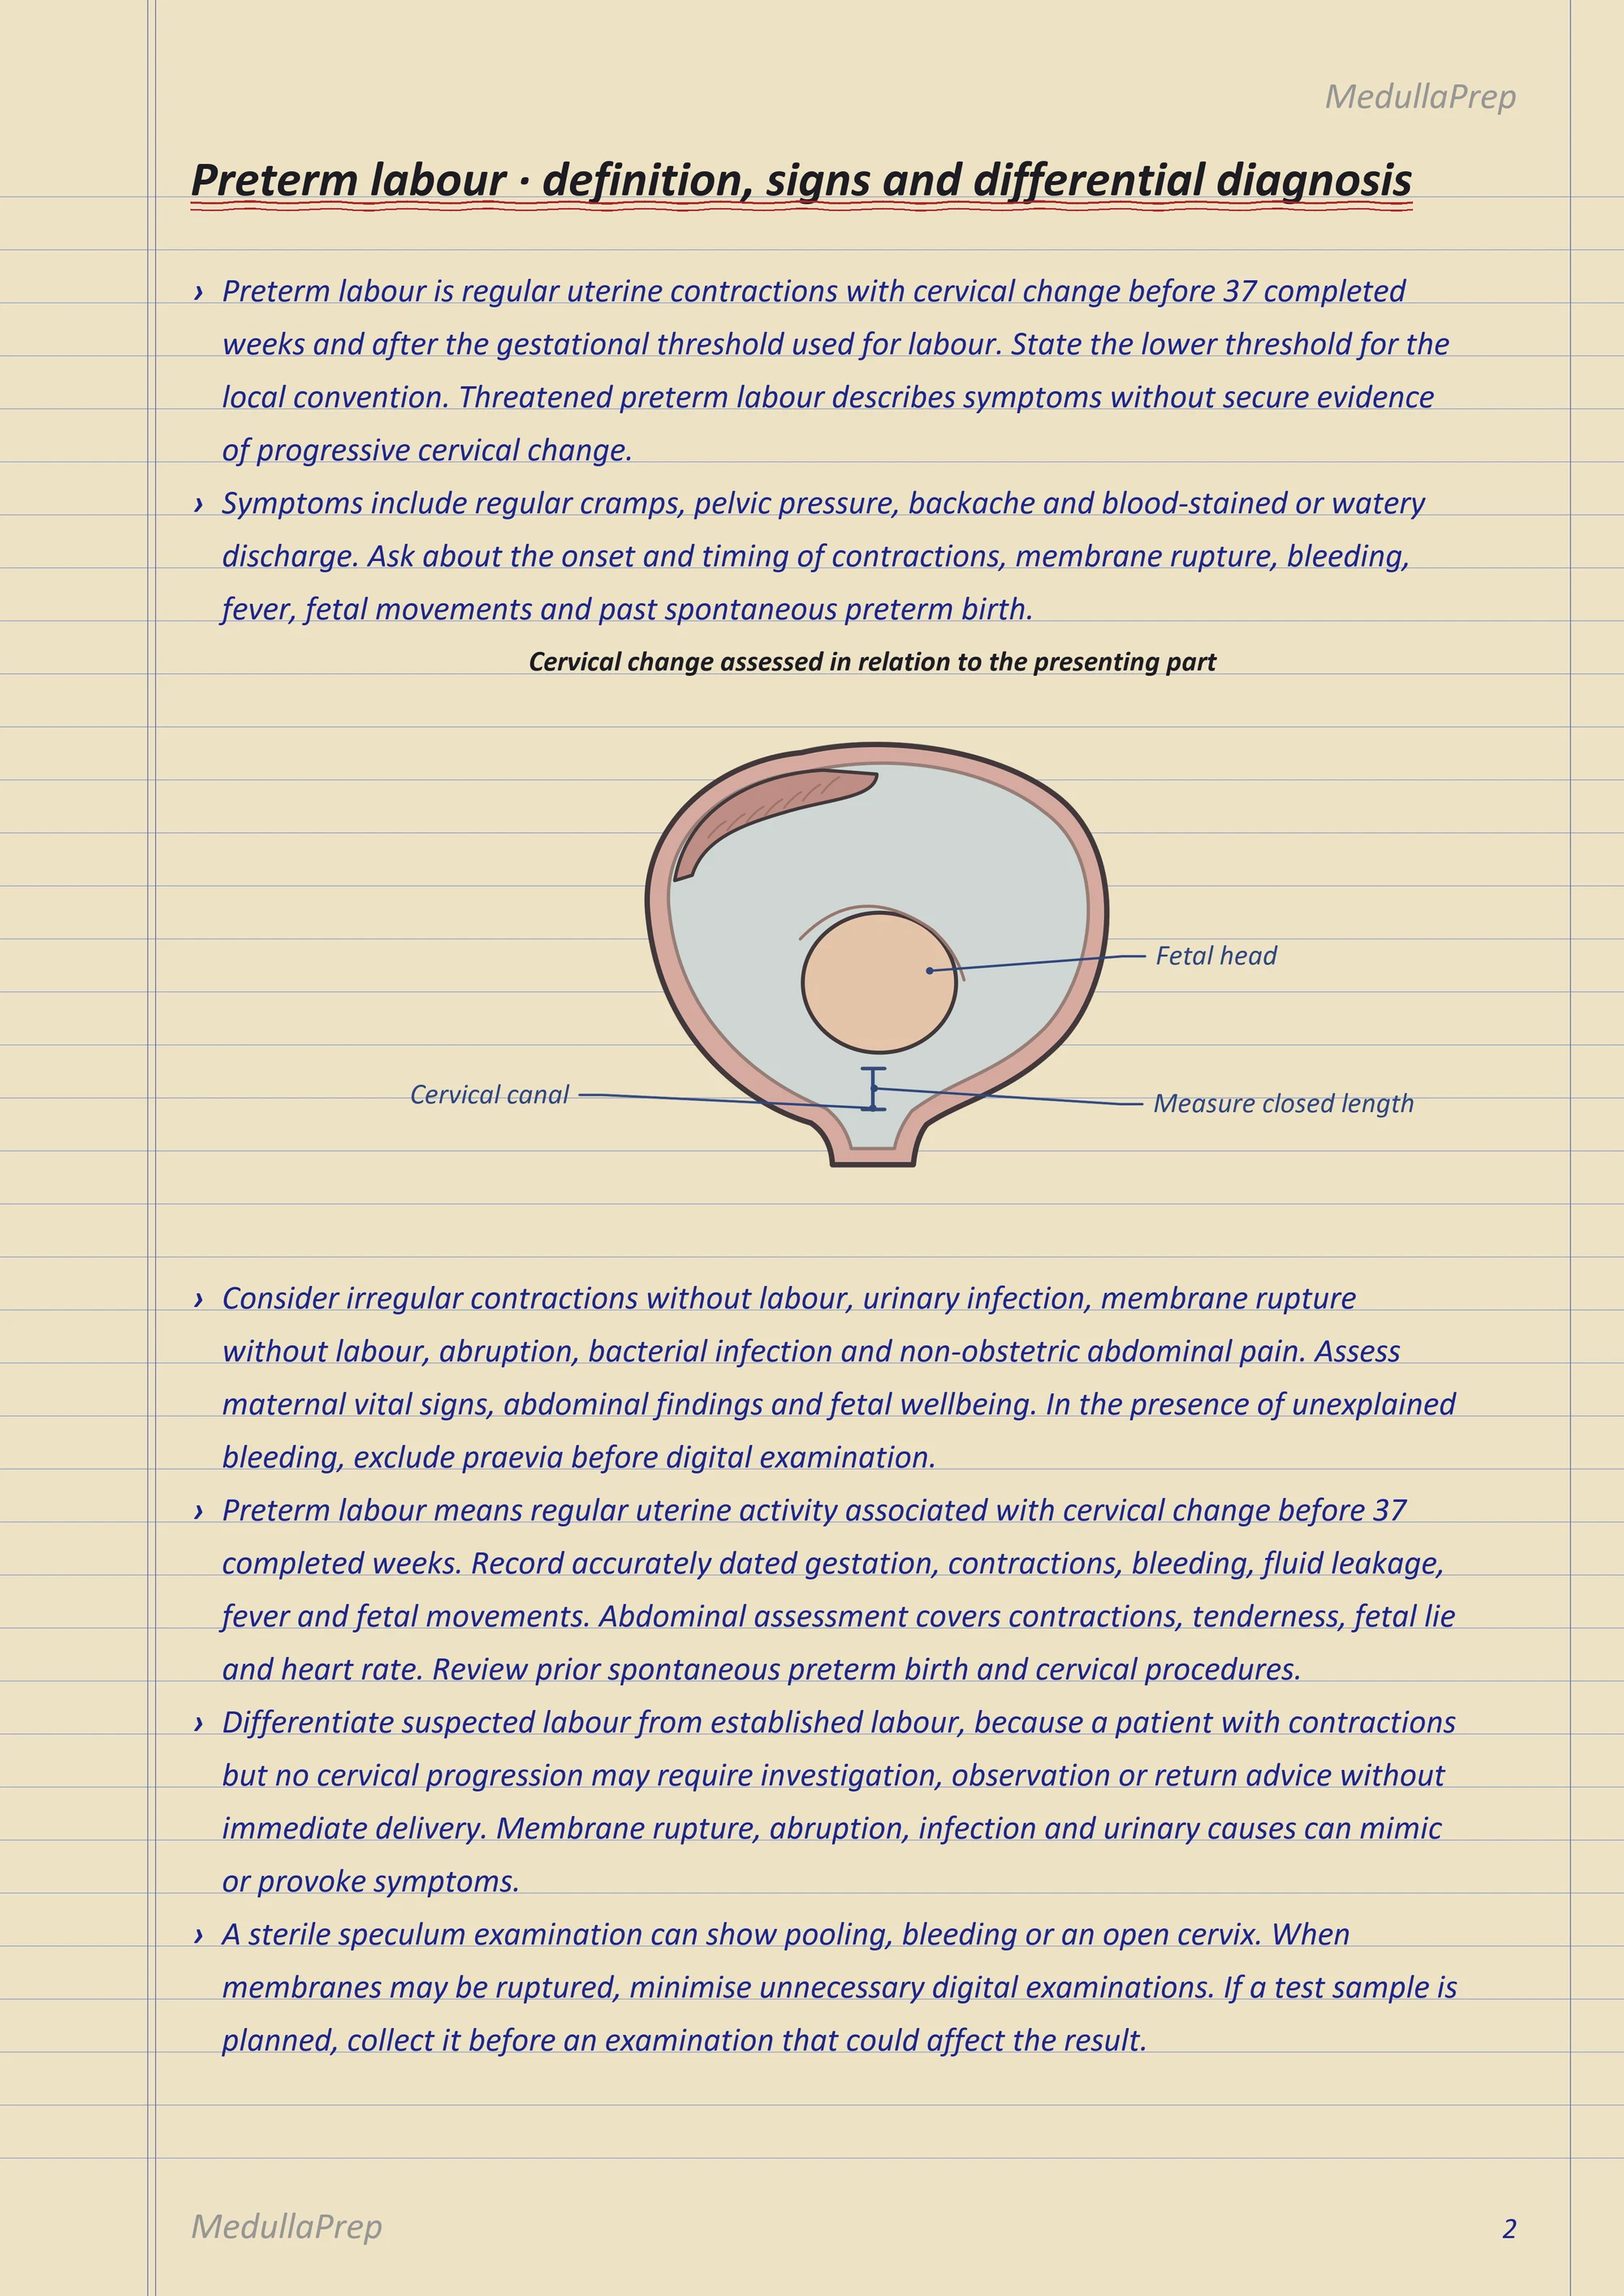 MedullaPrep
Preterm labour · definition, signs and differential diagnosis
› Preterm labour is regular uterine contractions with cervical change before 37 completed
weeks and after the gestational threshold used for labour. State the lower threshold for the
local convention. Threatened preterm labour describes symptoms without secure evidence
of progressive cervical change.
› Symptoms include regular cramps, pelvic pressure, backache and blood-stained or watery
discharge. Ask about the onset and timing of contractions, membrane rupture, bleeding,
fever, fetal movements and past spontaneous preterm birth.
Cervical change assessed in relation to the presenting part
Fetal head
Cervical canal
Measure closed length
› Consider irregular contractions without labour, urinary infection, membrane rupture
without labour, abruption, bacterial infection and non-obstetric abdominal pain. Assess
maternal vital signs, abdominal findings and fetal wellbeing. In the presence of unexplained
bleeding, exclude praevia before digital examination.
› Preterm labour means regular uterine activity associated with cervical change before 37
completed weeks. Record accurately dated gestation, contractions, bleeding, fluid leakage,
fever and fetal movements. Abdominal assessment covers contractions, tenderness, fetal lie
and heart rate. Review prior spontaneous preterm birth and cervical procedures.
› Differentiate suspected labour from established labour, because a patient with contractions
but no cervical progression may require investigation, observation or return advice without
immediate delivery. Membrane rupture, abruption, infection and urinary causes can mimic
or provoke symptoms.
› A sterile speculum examination can show pooling, bleeding or an open cervix. When
membranes may be ruptured, minimise unnecessary digital examinations. If a test sample is
planned, collect it before an examination that could affect the result.
MedullaPrep
2